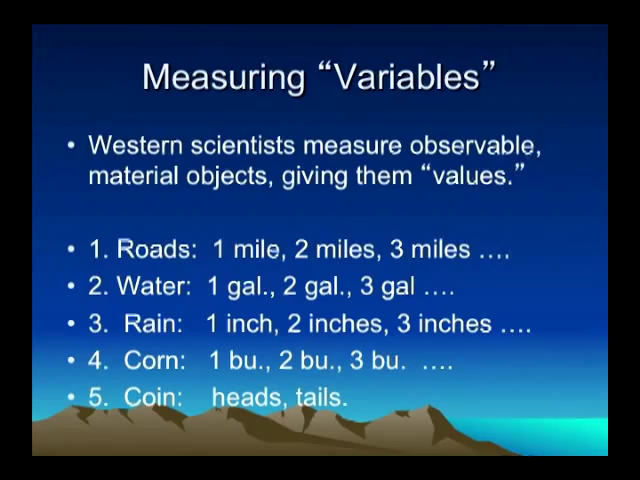 Measuring “Variables”
• Western scientists measure observable,
material objects, giving them “values.”
• 1. Roads: 1 mile, 2 miles, 3 miles ….
• 2. Water: 1 gal., 2 gal., 3 gal ….
• 3. Rain: 1 inch, 2 inches, 3 inches ….
• 4. Corn: 1 bu., 2 bu., 3 bu. ….
• 5. Coin: heads, tails.